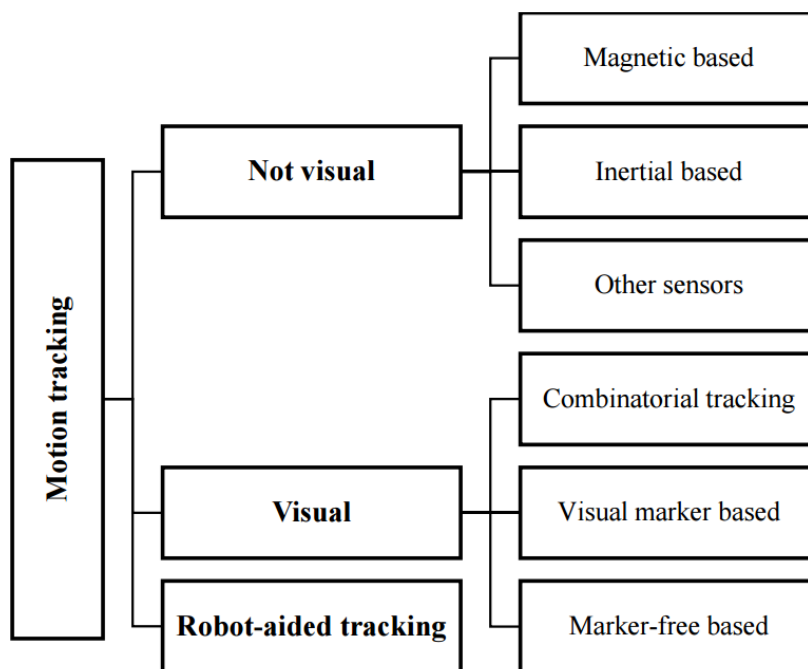 Motion tracking
Not visual
Magnetic based
Inertial based
Other sensors
Visual
Combinatorial tracking
Visual marker based
Marker-free based
Robot-aided tracking